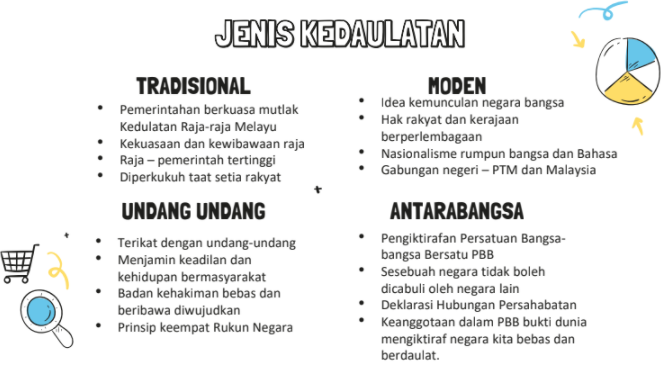 JENIS KEDAULATAN
TRADISIONAL
• Pemerintahan berkuasa mutlak
Kedulatan Raja-raja Melayu
• Kekuasaan dan kewibawaan raja
• Raja – pemerintah tertinggi
• Diperkukuh taat setia rakyat
MODEN
• Idea kemunculan negara bangsa
• Hak rakyat dan kerajaan
berperlembagaan
• Nasionalisme rumpun bangsa dan Bahasa
• Gabungan negeri – PTM dan Malaysia
UNDANG UNDANG
• Terikat dengan undang-undang
• Menjamin keadilan dan
kehidupan bermasyarakat
• Badan kehakiman bebas dan
beribawa diwujudkan
• Prinsip keempat Rukun Negara
ANTARABANGSA
• Pengiktirafan Persatuan Bangsa-
bangsa Bersatu PBB
• Sesebuah negara tidak boleh
dicabuli oleh negara lain
• Deklarasi Hubungan Persahabatan
• Keanggotaan dalam PBB bukti dunia
mengiktiraf negara kita bebas dan
berdaulat.